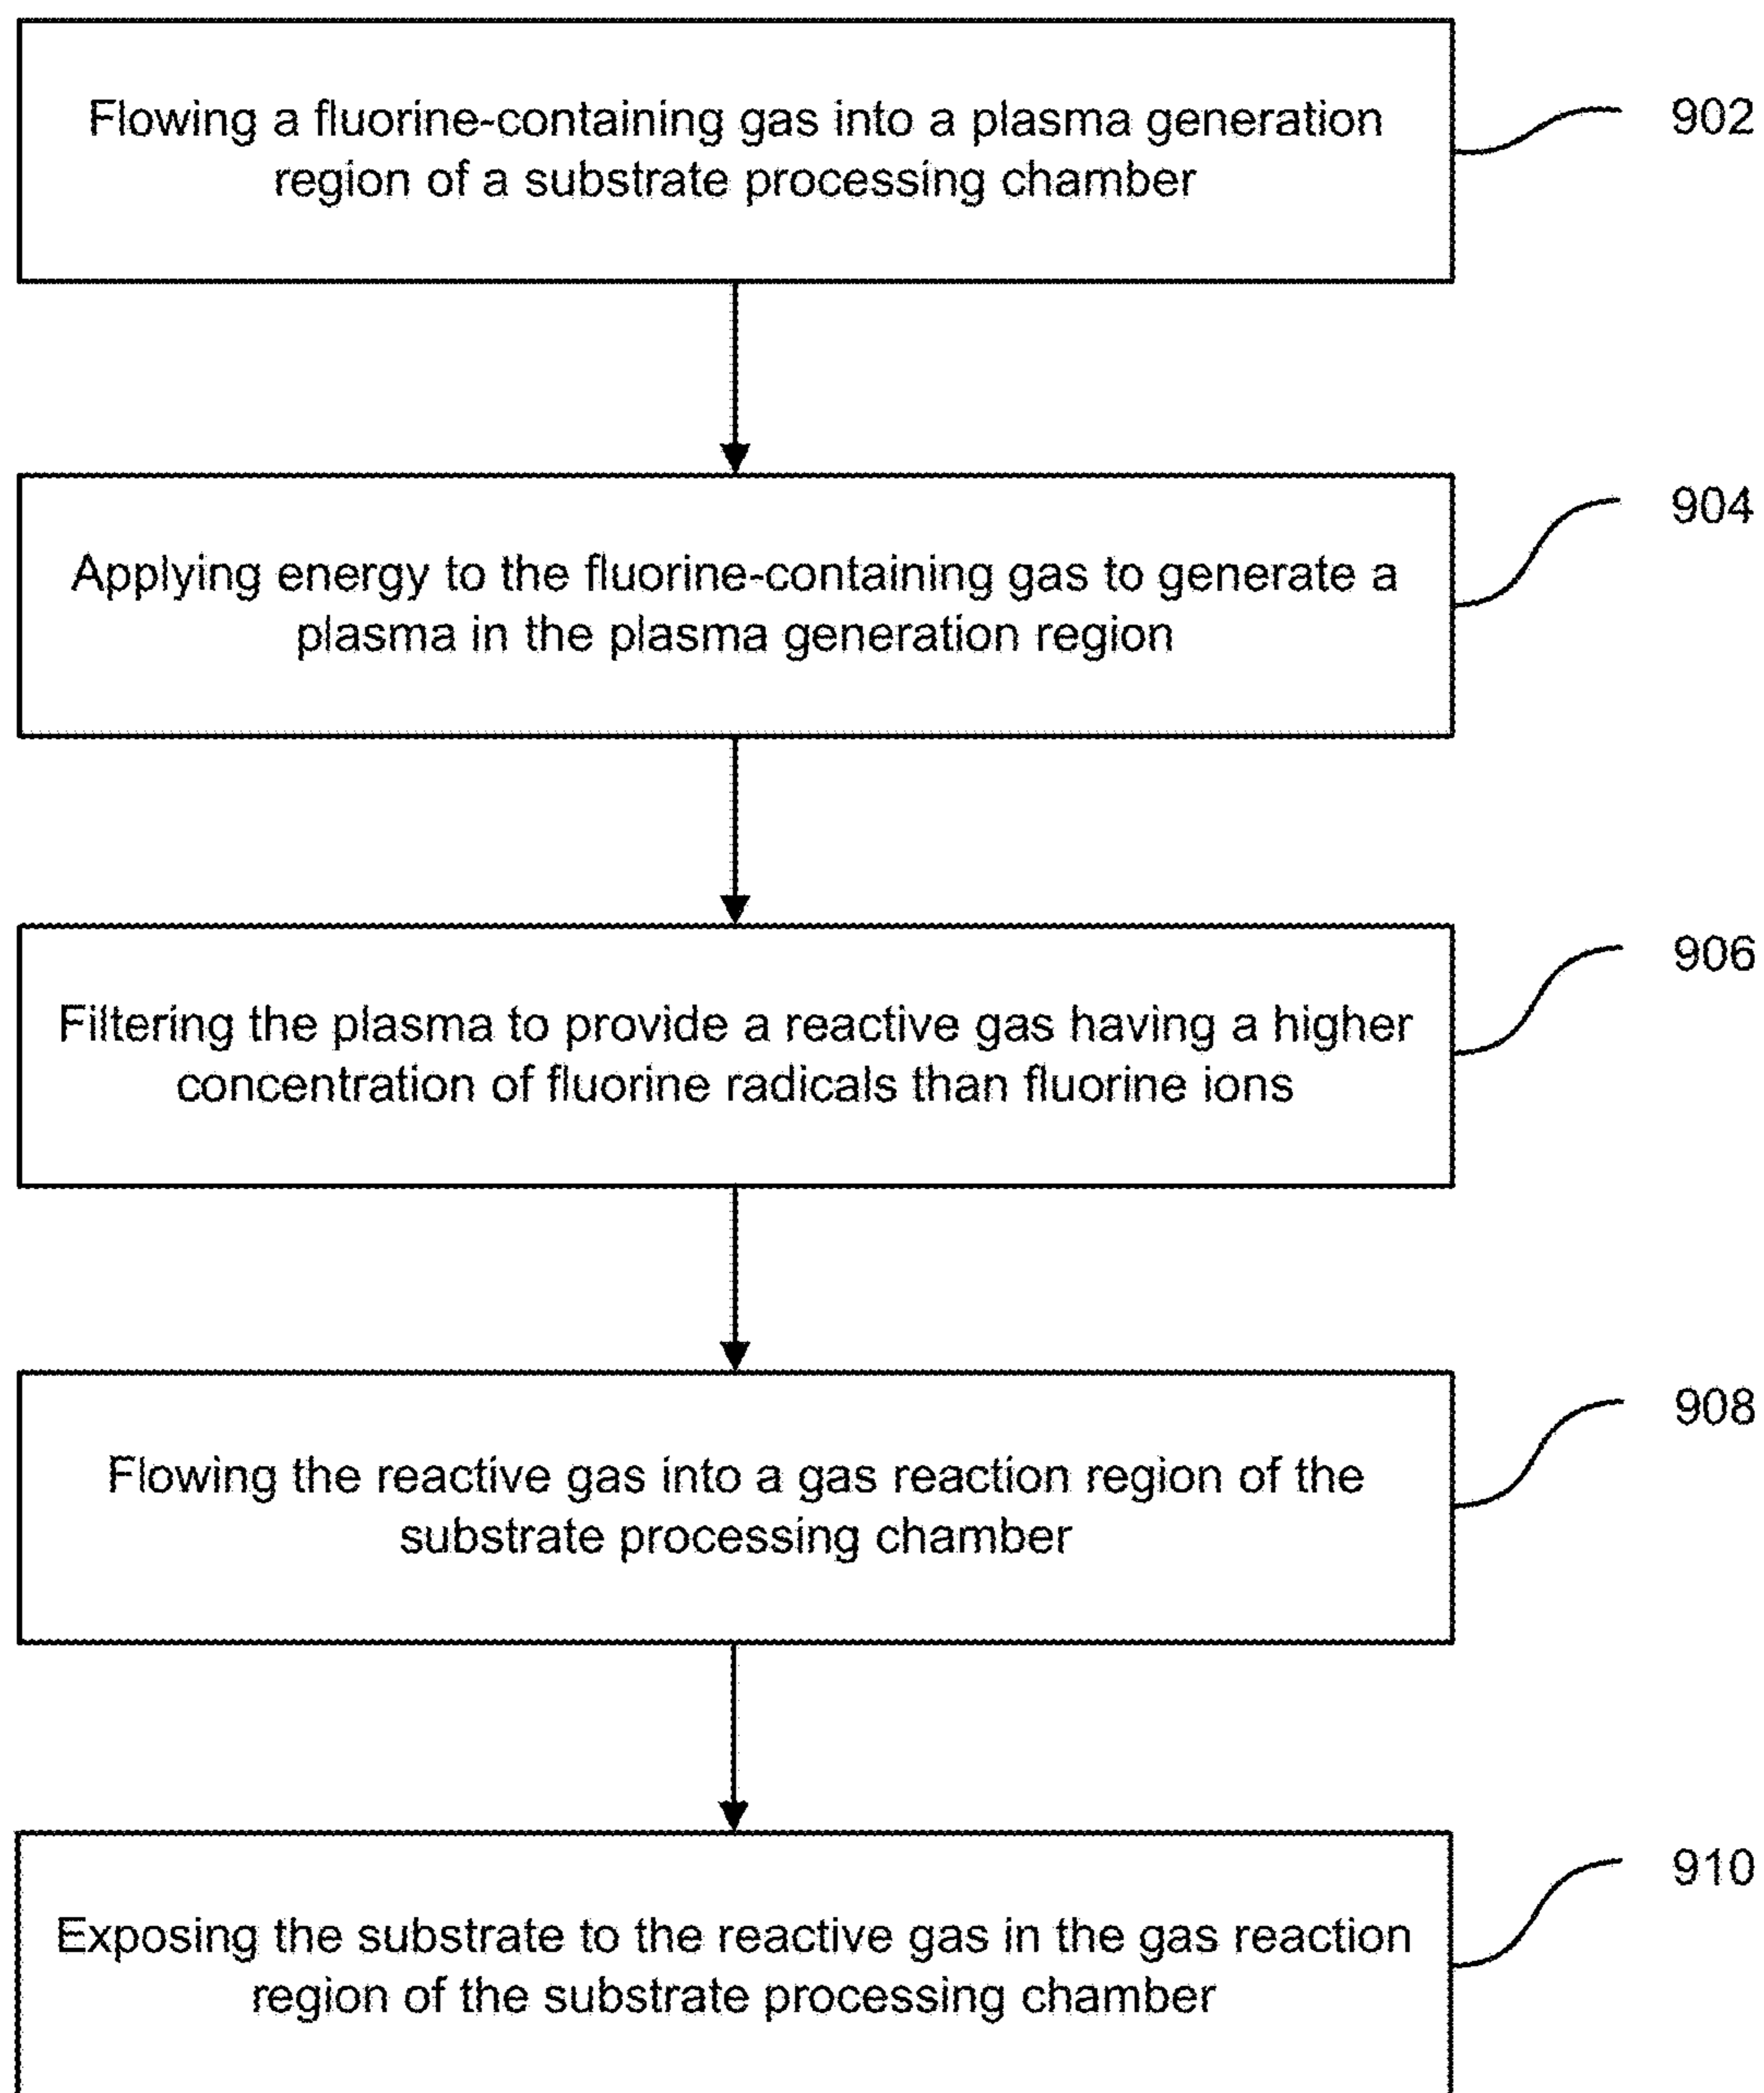 Flowing a fluorine-containing gas into a plasma generation
region of a substrate processing chamber
902
Applying energy to the fluorine-containing gas to generate a
plasma in the plasma generation region
904
Filtering the plasma to provide a reactive gas having a higher
concentration of fluorine radicals than fluorine ions
906
Flowing the reactive gas into a gas reaction region of the
substrate processing chamber
908
Exposing the substrate to the reactive gas in the gas reaction
region of the substrate processing chamber
910